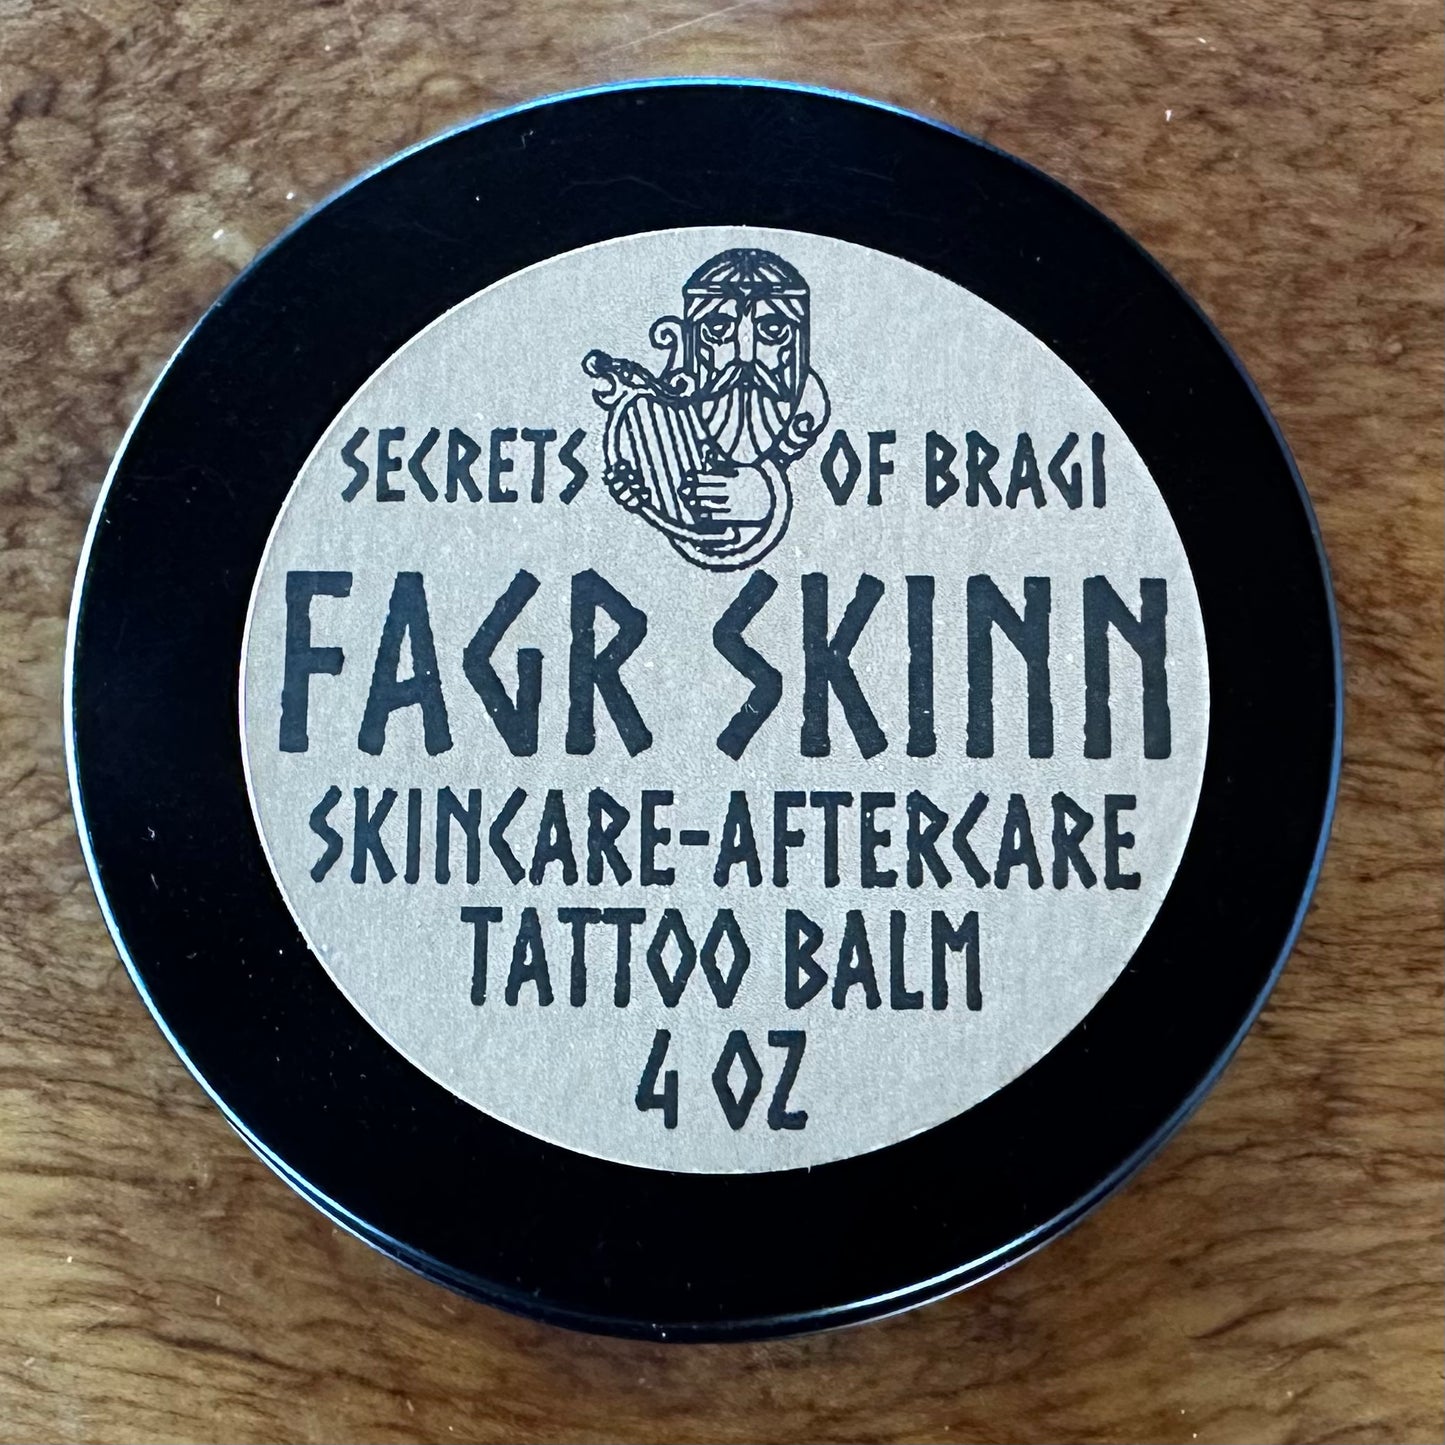 SECRETS OF BRAGI
FAGR SKINN
SKINCARE-AFTERCARE
TATTOO BALM
4 OZ